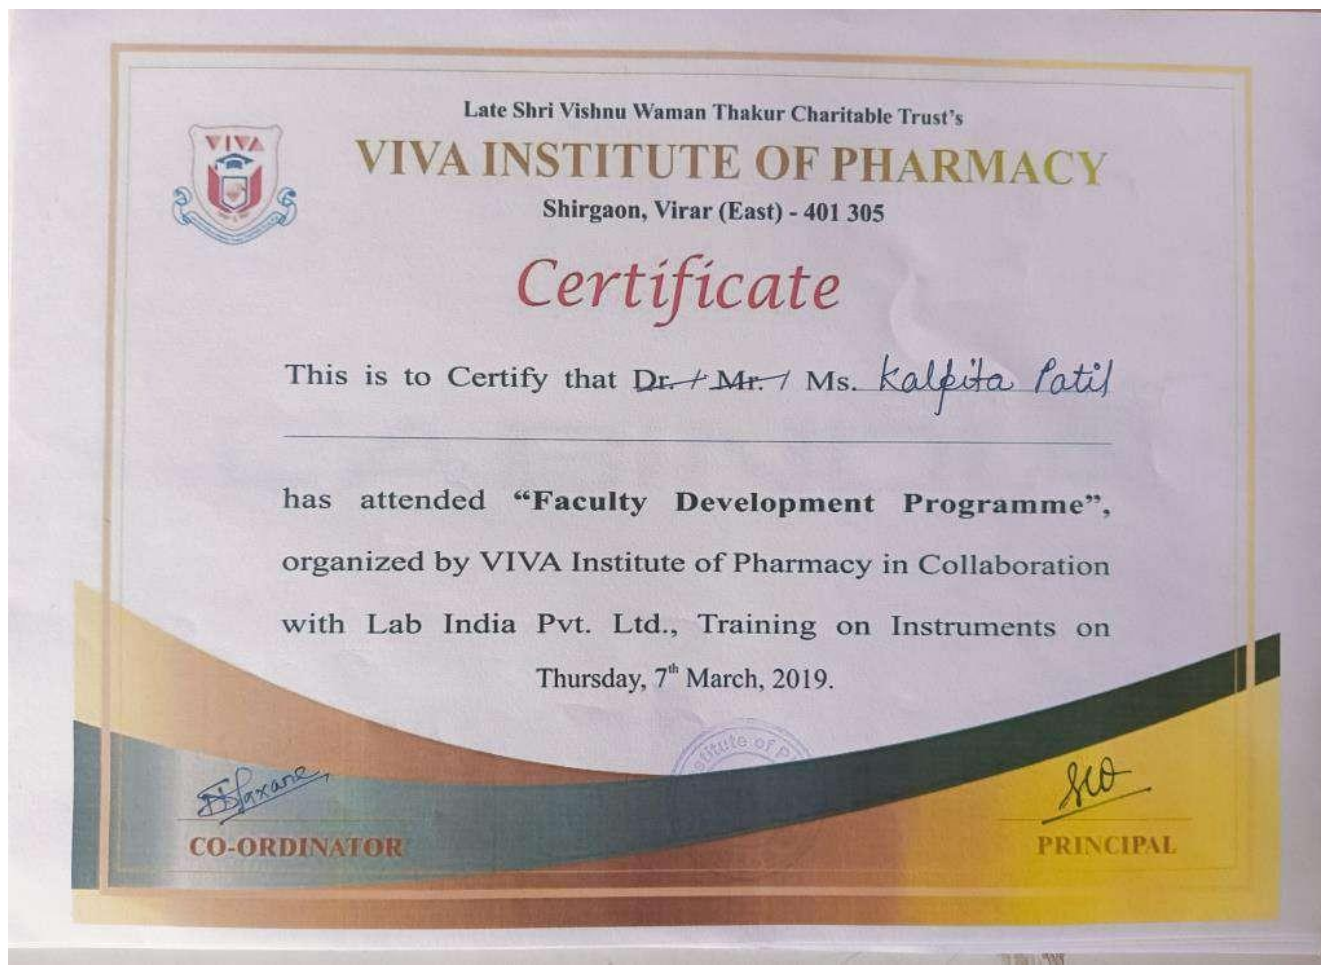 Late Shri Vishnu Waman Thakur Charitable Trust's
VIVA
VIVA INSTITUTE OF PHARMACY
Shirgaon, Virar (East) - 401 305
Certificate
This is to Certify that Dr. / Mr. / Ms. Kalpita Patil
has attended “Faculty Development Programme”,
organized by VIVA Institute of Pharmacy in Collaboration
with Lab India Pvt. Ltd., Training on Instruments on
Thursday, 7th March, 2019.
CO-ORDINATOR
PRINCIPAL